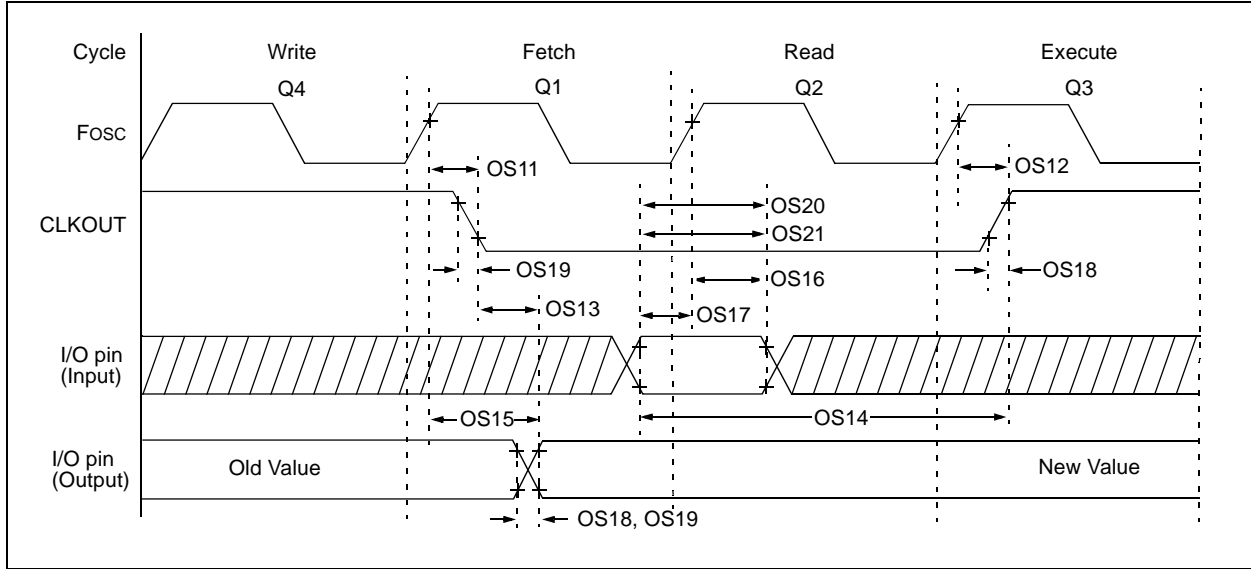 Cycle Write Fetch Read Execute
Q4 Q1 Q2 Q3
FOSC
OS11 OS12
OS20
CLKOUT
OS21
OS19 OS16 OS18
OS13 OS17
I/O pin
(Input)
OS15 OS14
I/O pin
(Output)
Old Value New Value
OS18, OS19